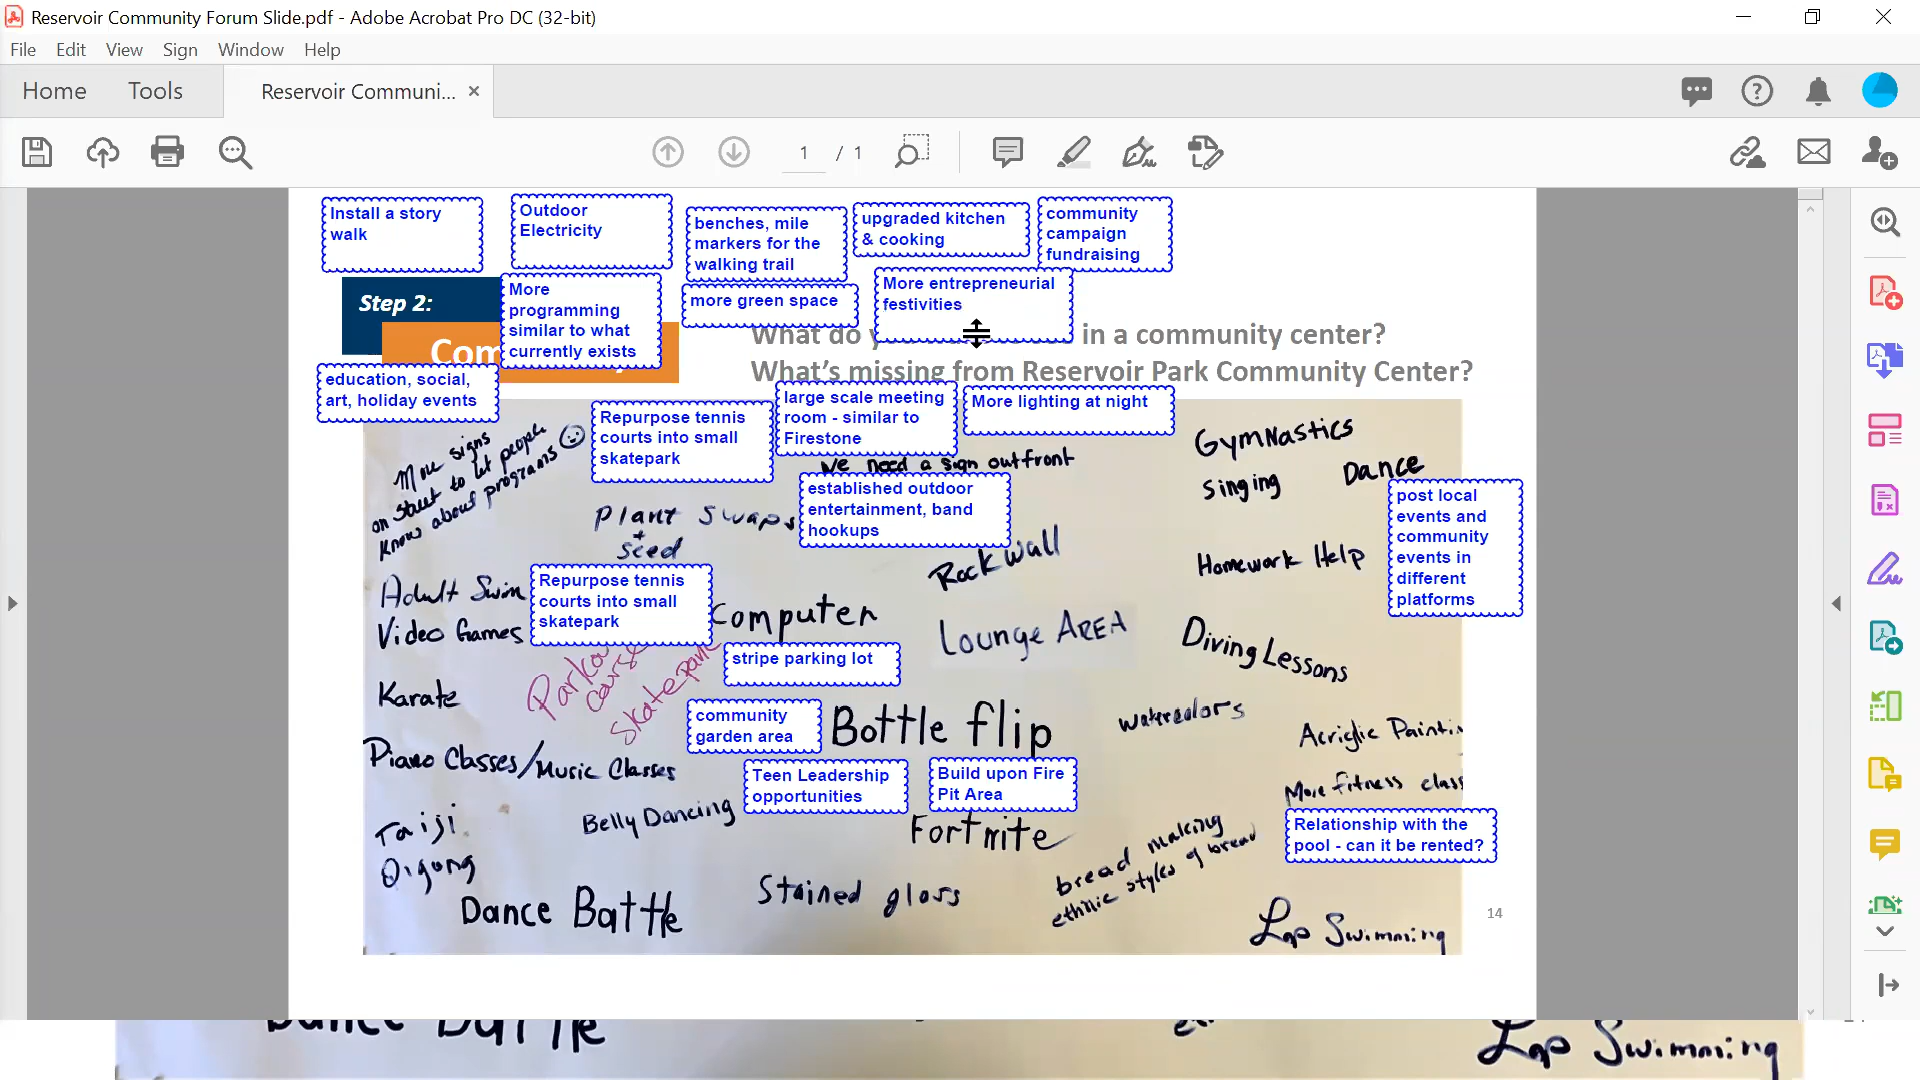 Reservoir Community Forum Slide.pdf - Adobe Acrobat Pro DC (32-bit)
File Edit View Sign Window Help
Home Tools Reservoir Communi... ×
1 / 1
Install a story
walk
Outdoor
Electricity
benches, mile
markers for the
walking trail
upgraded kitchen
& cooking
community
campaign
fundraising
Step 2:
More
programming
similar to what
currently exists
more green space
More entrepreneurial
festivities
Com
What do in a community center?
What's missing from Reservoir Park Community Center?
education, social,
art, holiday events
Repurpose tennis
courts into small
skatepark
large scale meeting
room - similar to
Firestone
More lighting at night
More signs
on street to let people
know about programs
We need a sign outfront
Gymnastics
Singing Dance
established outdoor
entertainment, band
hookups
post local
events and
community
events in
different
platforms
Plant Swaps
+
seed
Rock wall
Homework Help
Adult Swim
Video Games
Repurpose tennis
courts into small
skatepark
Computer
Lounge AREA
Diving Lessons
stripe parking lot
Karate
Parkour
course
skatepark
community
garden area
Bottle flip
watercolors
Piano Classes/Music Classes
Teen Leadership
opportunities
Build upon Fire
Pit Area
More fitness class
Taiji
Qigong
Belly Dancing
Fortnite
bread making
ethnic styles of bread
Relationship with the
pool - can it be rented?
Dance Battle
Stained glass
Lap Swimming
14
Dance Battle
Lap Swimming